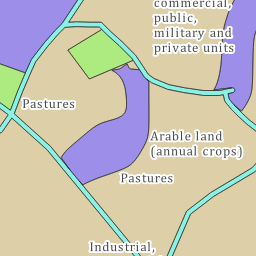 commercial,
public,
military and
private units
Pastures
Arable land
(annual crops)
Pastures
Industrial,